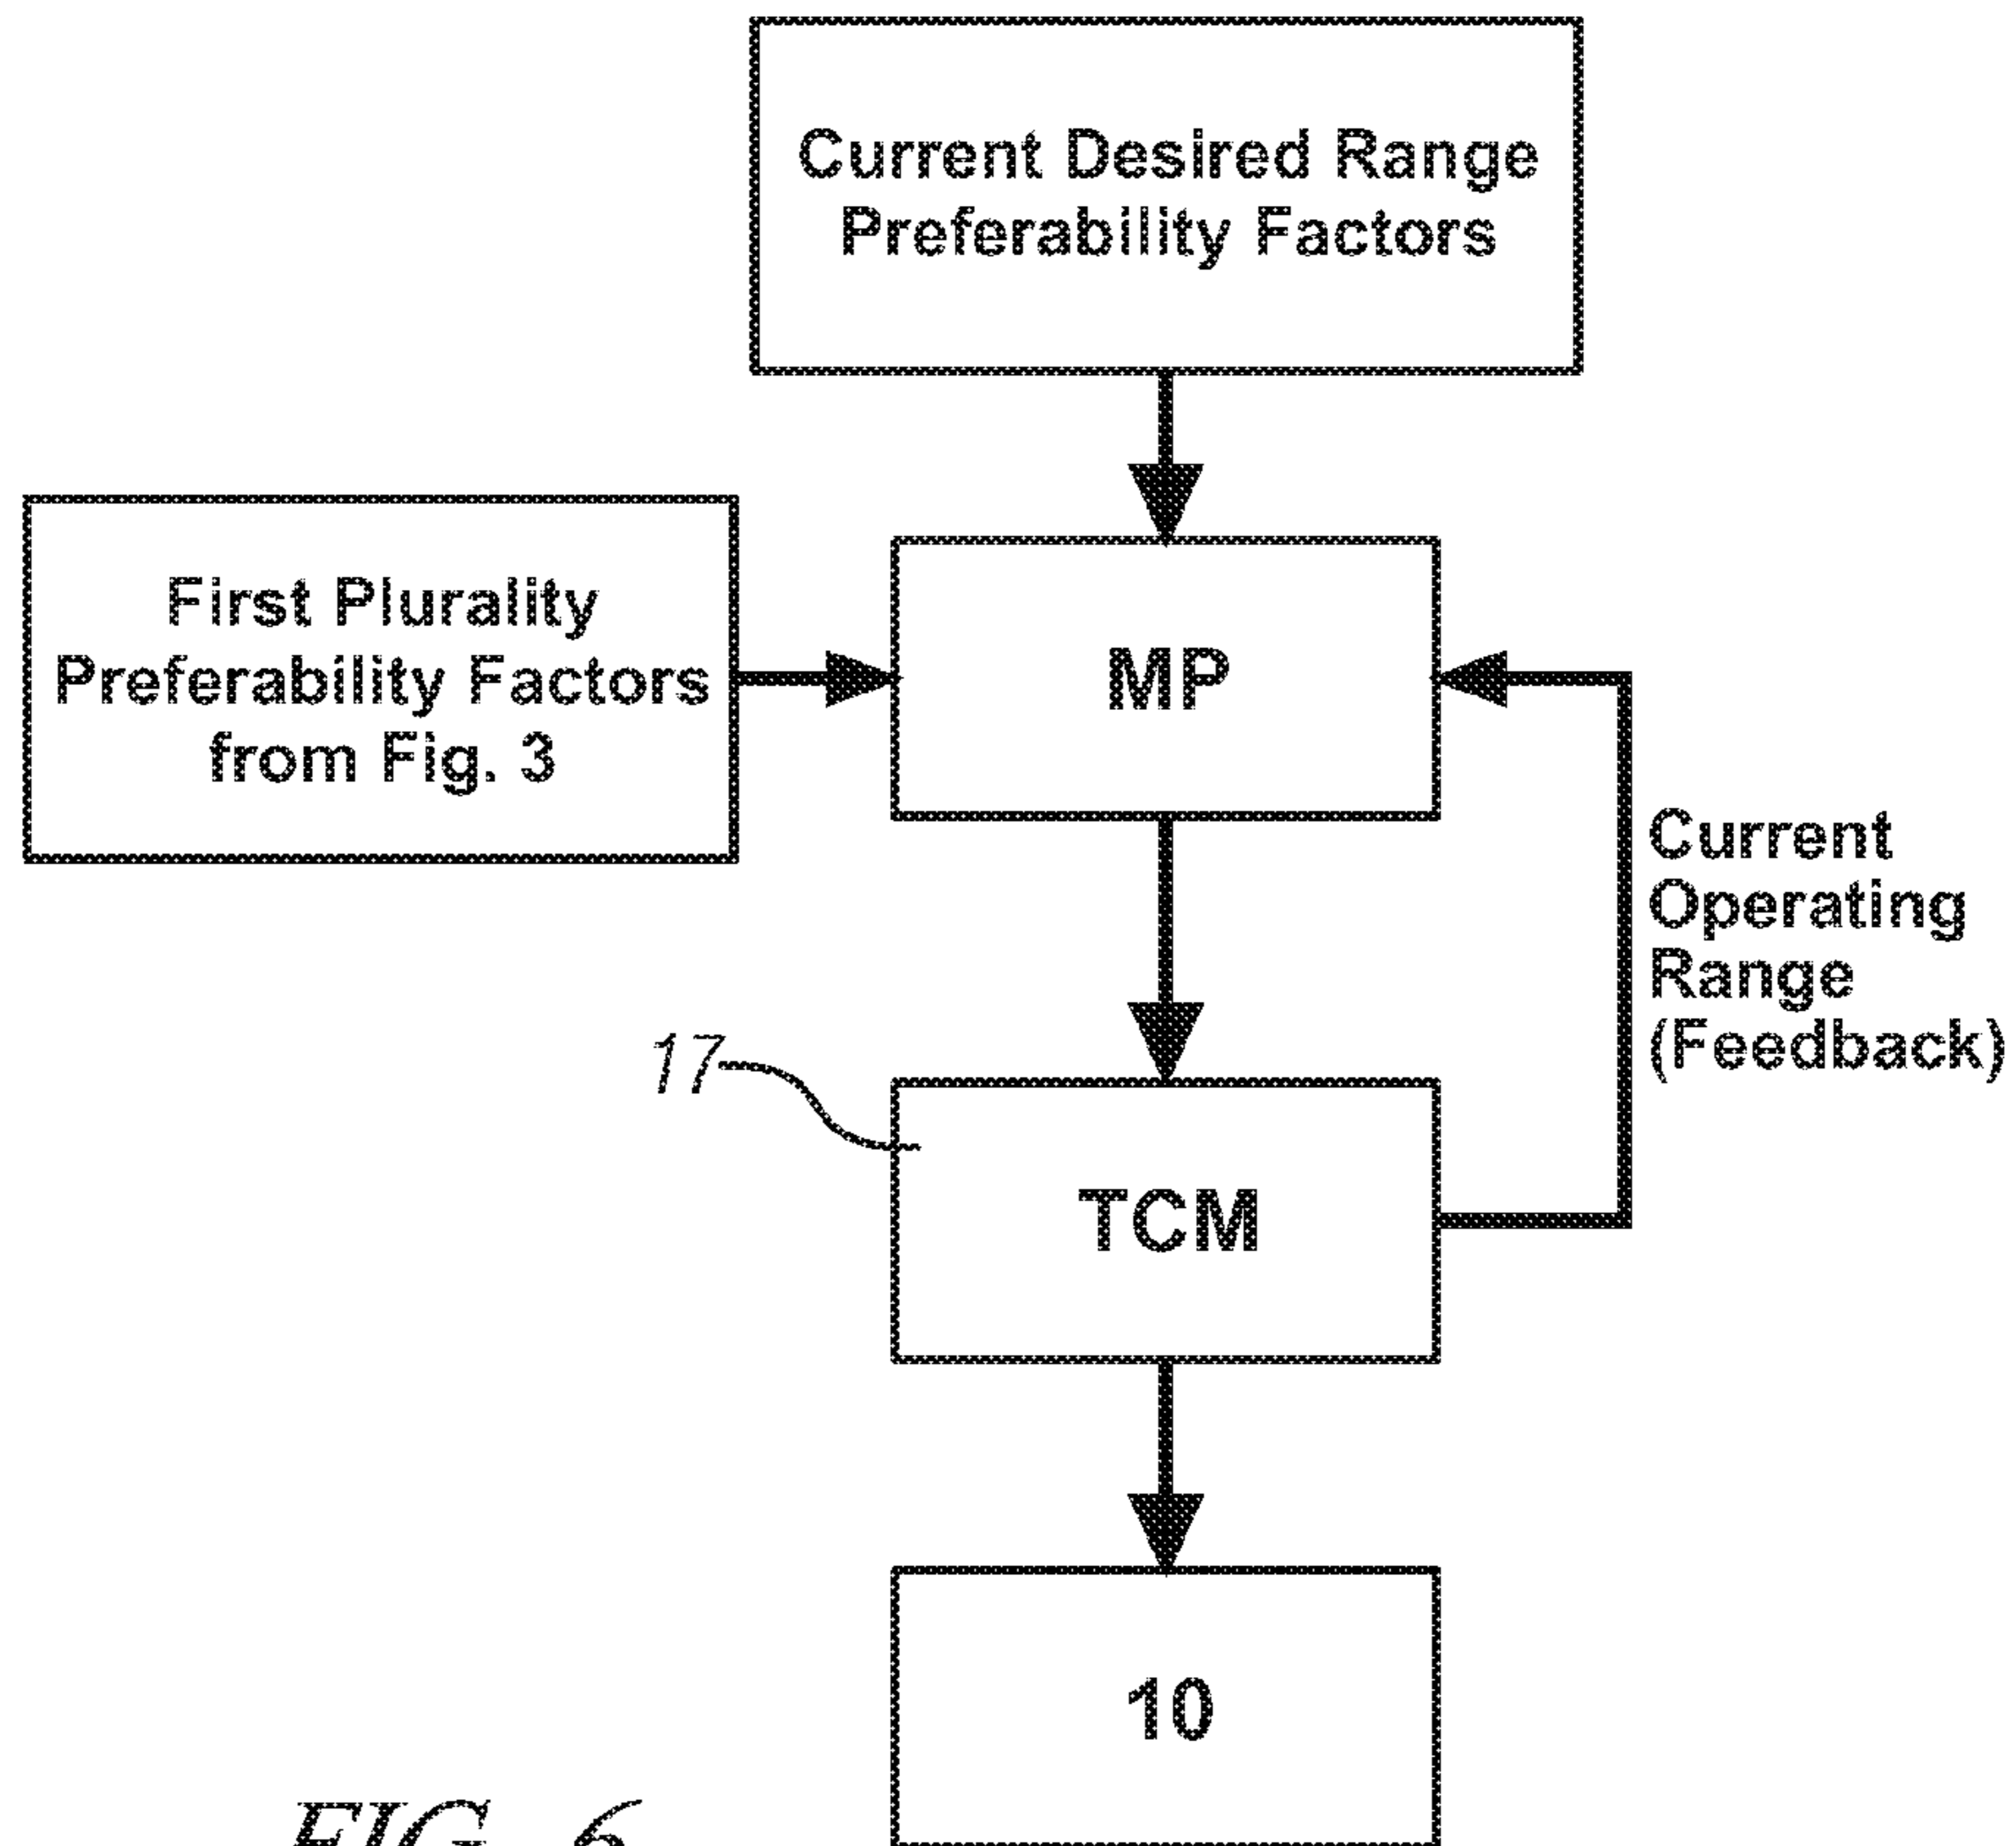 Current Desired Range
Preferability Factors
First Plurality
Preferability Factors
from Fig. 3
MP
Current
Operating
Range
(Feedback)
17
TCM
10
FIG. 6